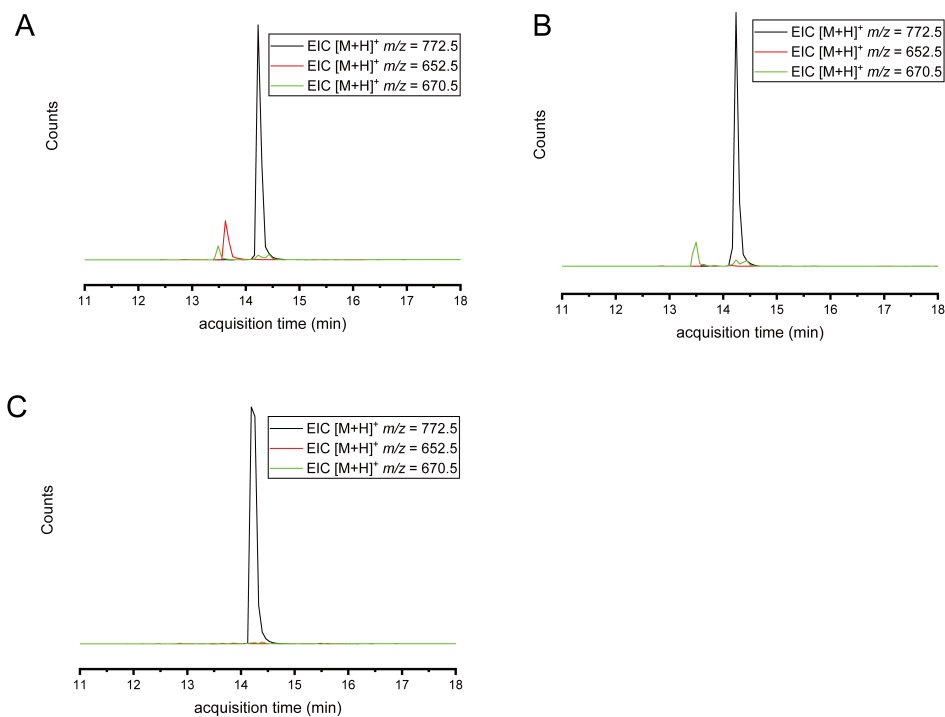 A
EIC [M+H]⁺ m/z = 772.5
EIC [M+H]⁺ m/z = 652.5
EIC [M+H]⁺ m/z = 670.5
Counts
11 12 13 14 15 16 17 18
acquisition time (min)
B
EIC [M+H]⁺ m/z = 772.5
EIC [M+H]⁺ m/z = 652.5
EIC [M+H]⁺ m/z = 670.5
Counts
11 12 13 14 15 16 17 18
acquisition time (min)
C
EIC [M+H]⁺ m/z = 772.5
EIC [M+H]⁺ m/z = 652.5
EIC [M+H]⁺ m/z = 670.5
Counts
11 12 13 14 15 16 17 18
acquisition time (min)